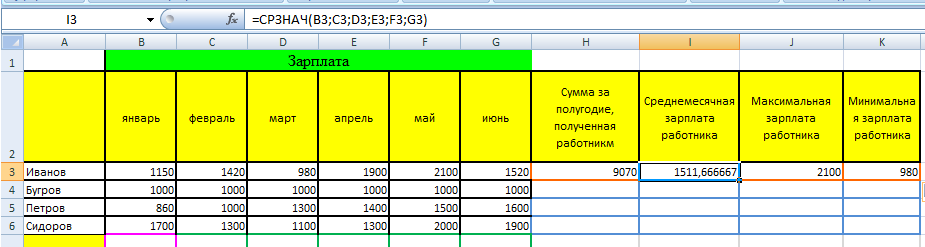 I3 fx =СРЗНАЧ(B3;C3;D3;E3;F3;G3)
A B C D E F G H I J K
1 Зарплата
2 январь февраль март апрель май июнь Сумма за полугодие, полученная работникм Среднемесячная зарплата работника Максимальная зарплата работника Минимальна я зарплата работника
3 Иванов 1150 1420 980 1900 2100 1520 9070 1511,666667 2100 980
4 Бугров 1000 1000 1000 1000 1000 1000
5 Петров 860 1000 1300 1400 1500 1600
6 Сидоров 1700 1300 1100 1300 2000 1900